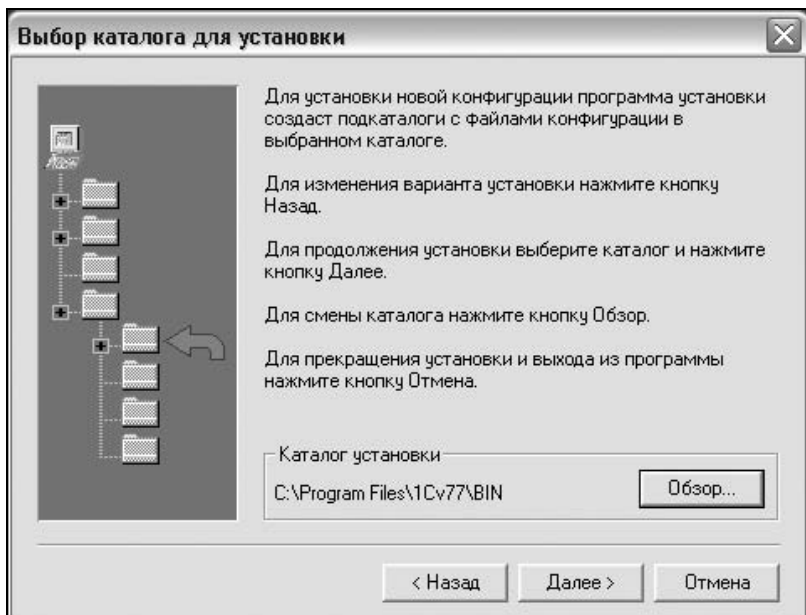 Выбор каталога для установки
Для установки новой конфигурации программа установки
создаст подкаталоги с файлами конфигурации в
выбранном каталоге.
Для изменения варианта установки нажмите кнопку
Назад.
Для продолжения установки выберите каталог и нажмите
кнопку Далее.
Для смены каталога нажмите кнопку Обзор.
Для прекращения установки и выхода из программы
нажмите кнопку Отмена.
Каталог установки
C:\Program Files\1Cv77\BIN
Обзор...
< Назад
Далее >
Отмена